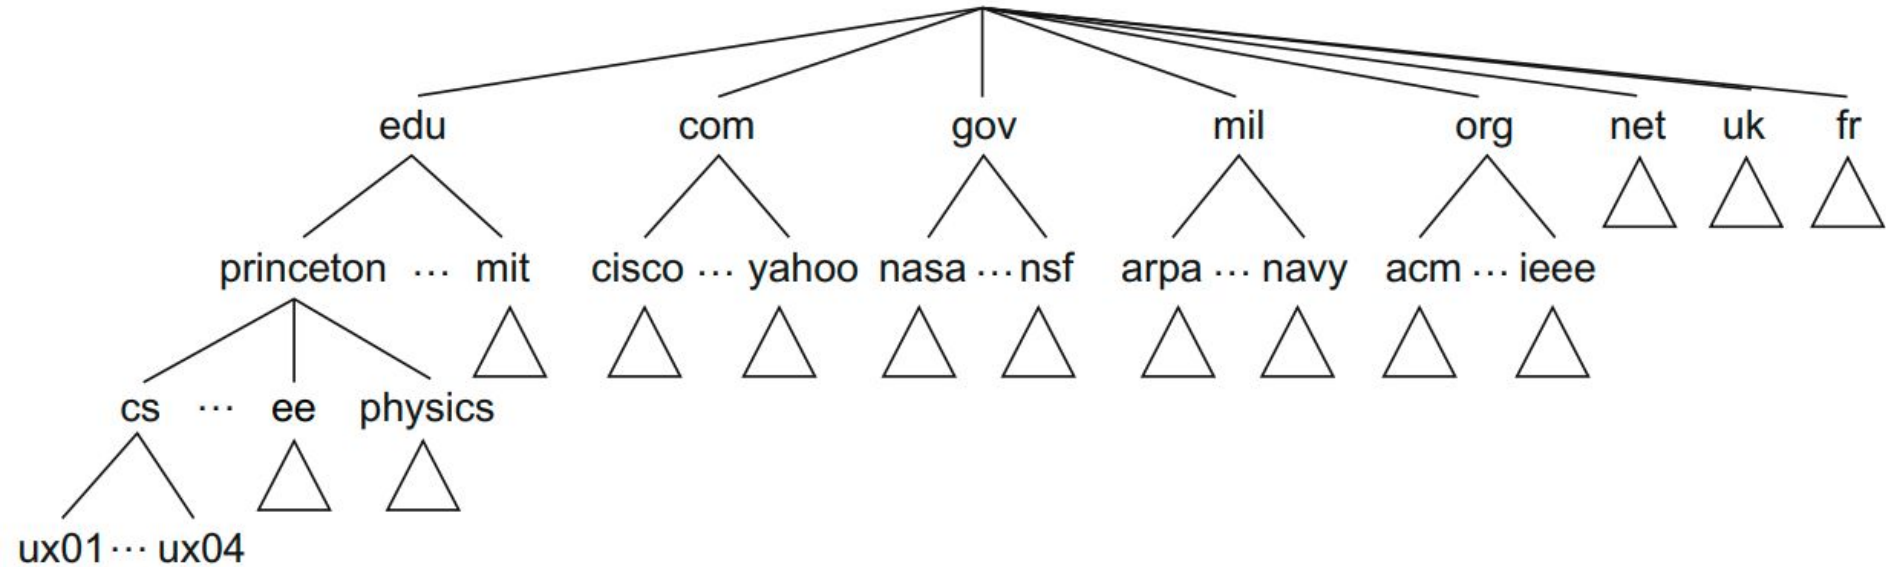 edu com gov mil org net uk fr
princeton ... mit cisco ... yahoo nasa ... nsf arpa ... navy acm ... ieee
cs ... ee physics
ux01 ... ux04